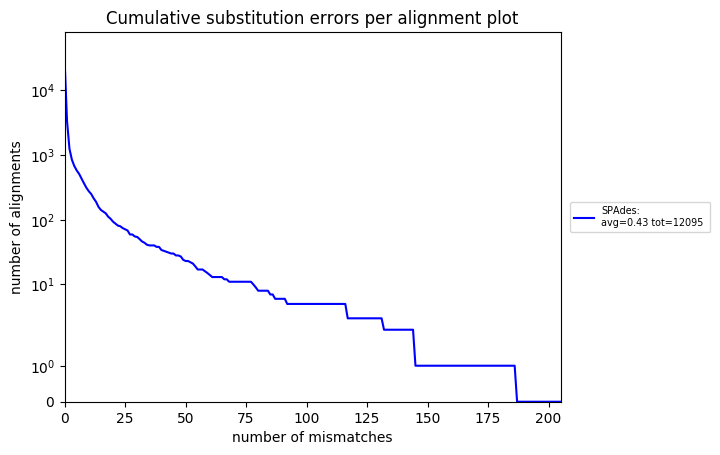 Cumulative substitution errors per alignment plot
number of alignments
10^4
10^3
10^2
10^1
10^0
0
0 25 50 75 100 125 150 175 200
number of mismatches
SPAdes:
avg=0.43 tot=12095